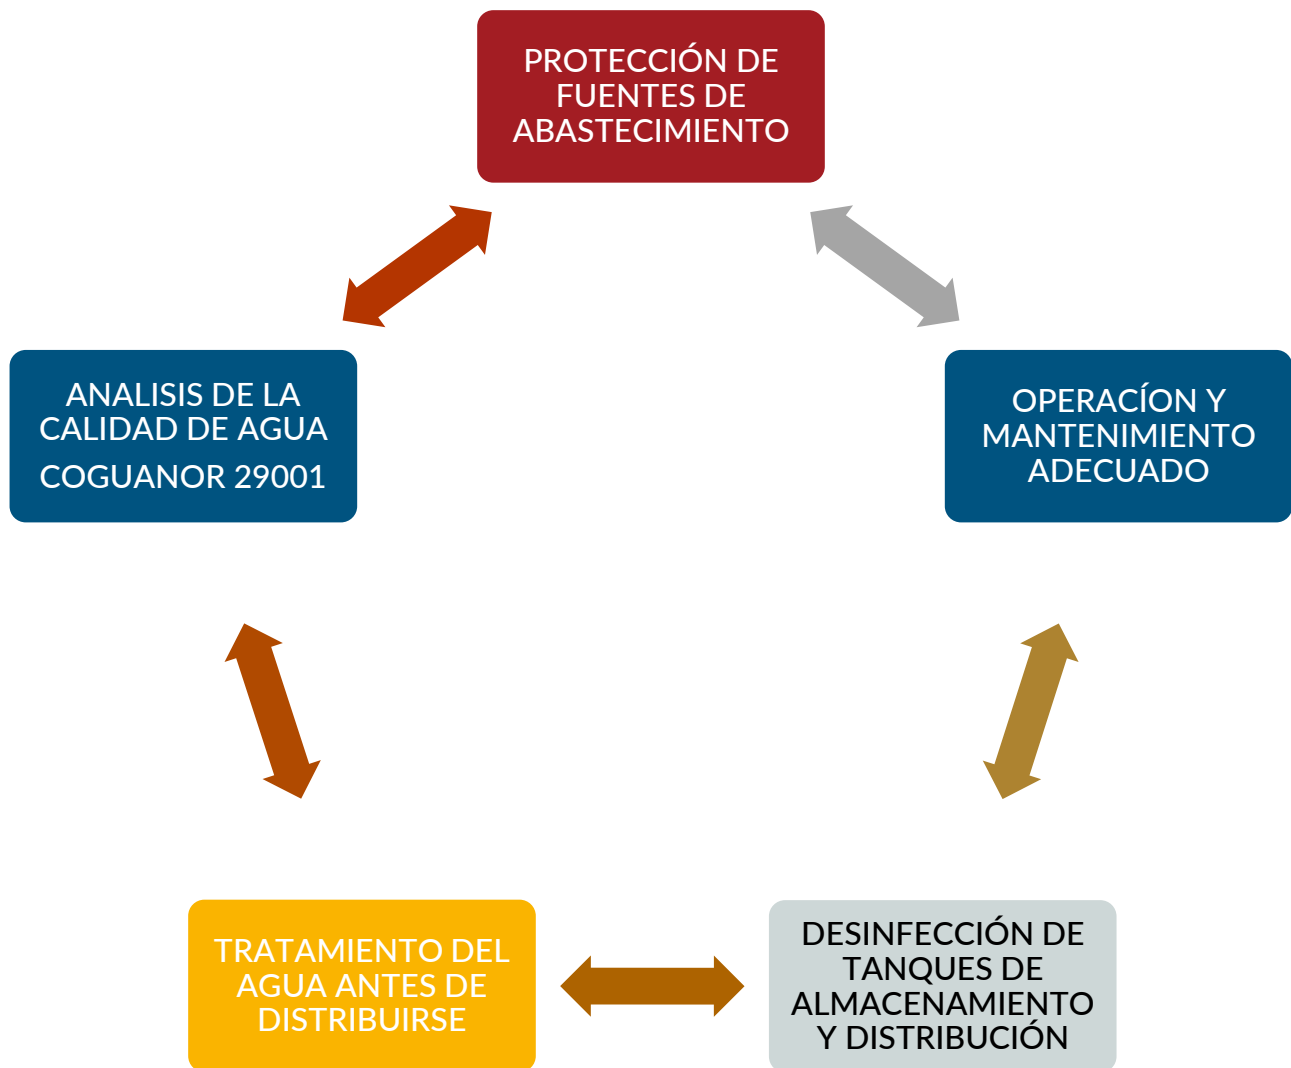 PROTECCIÓN DE
FUENTES DE
ABASTECIMIENTO
ANALISIS DE LA
CALIDAD DE AGUA
COGUANOR 29001
OPERACÍON Y
MANTENIMIENTO
ADECUADO
TRATAMIENTO DEL
AGUA ANTES DE
DISTRIBUIRSE
DESINFECCIÓN DE
TANQUES DE
ALMACENAMIENTO
Y DISTRIBUCIÓN